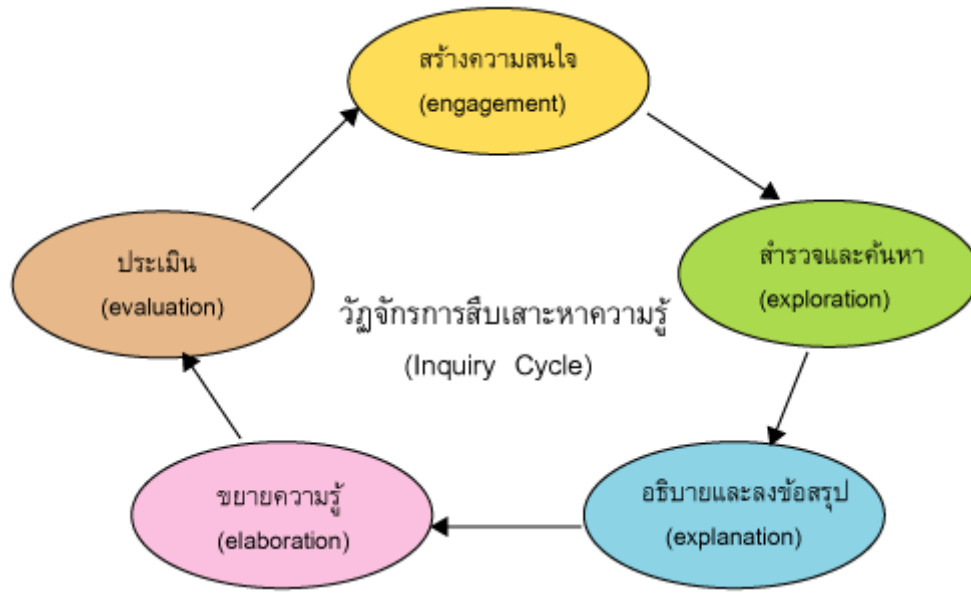 สร้างความสนใจ
(engagement)
สำรวจและค้นหา
(exploration)
อธิบายและลงข้อสรุป
(explanation)
ขยายความรู้
(elaboration)
ประเมิน
(evaluation)
วัฏจักรการสืบเสาะหาความรู้
(Inquiry Cycle)